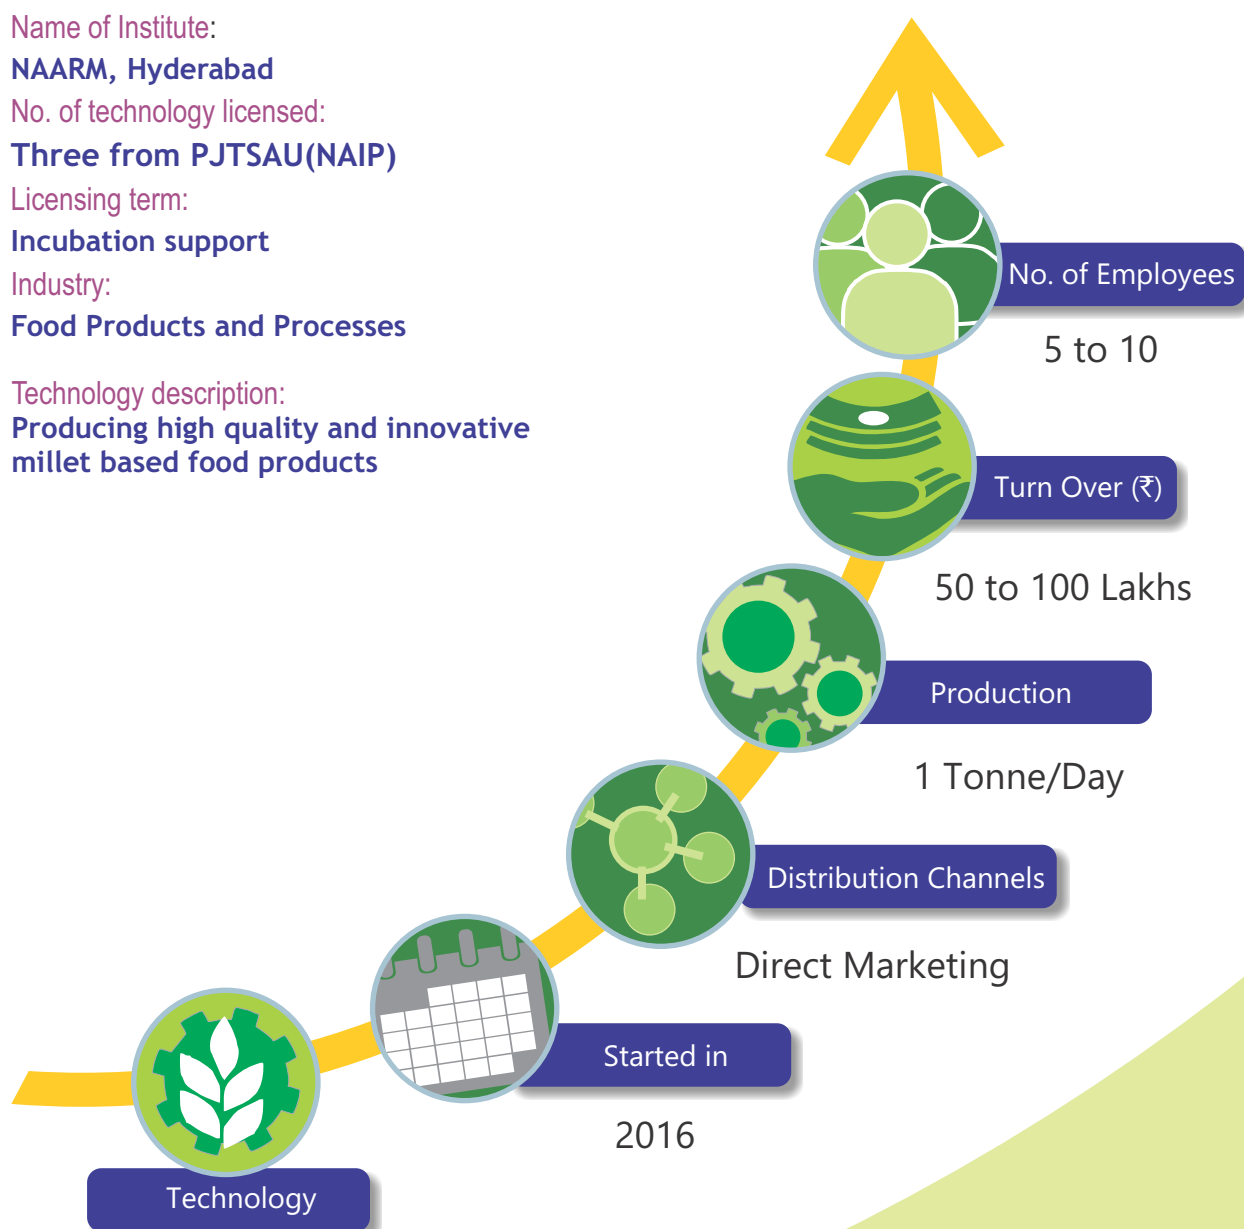 Name of Institute:
NAARM, Hyderabad
No. of technology licensed:
Three from PJTSAU(NAIP)
Licensing term:
Incubation support
Industry:
Food Products and Processes
Technology description:
Producing high quality and innovative
millet based food products
No. of Employees
5 to 10
Turn Over (₹)
50 to 100 Lakhs
Production
1 Tonne/Day
Distribution Channels
Direct Marketing
Started in
2016
Technology